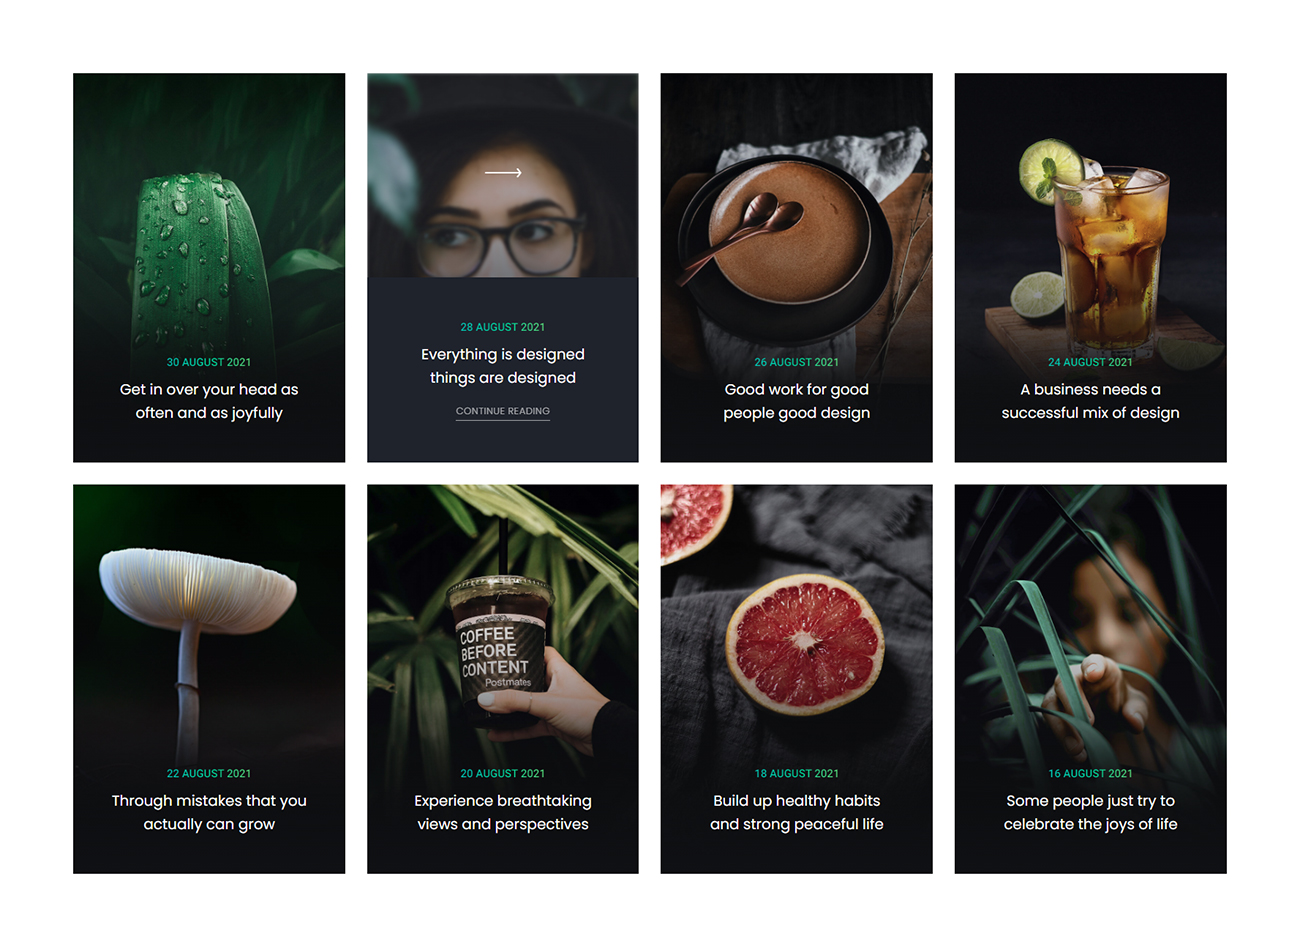 30 AUGUST 2021
Get in over your head as
often and as joyfully
28 AUGUST 2021
Everything is designed
things are designed
CONTINUE READING
26 AUGUST 2021
Good work for good
people good design
24 AUGUST 2021
A business needs a
successful mix of design
22 AUGUST 2021
Through mistakes that you
actually can grow
COFFEE
BEFORE
CONTENT
Postmates
20 AUGUST 2021
Experience breathtaking
views and perspectives
18 AUGUST 2021
Build up healthy habits
and strong peaceful life
16 AUGUST 2021
Some people just try to
celebrate the joys of life